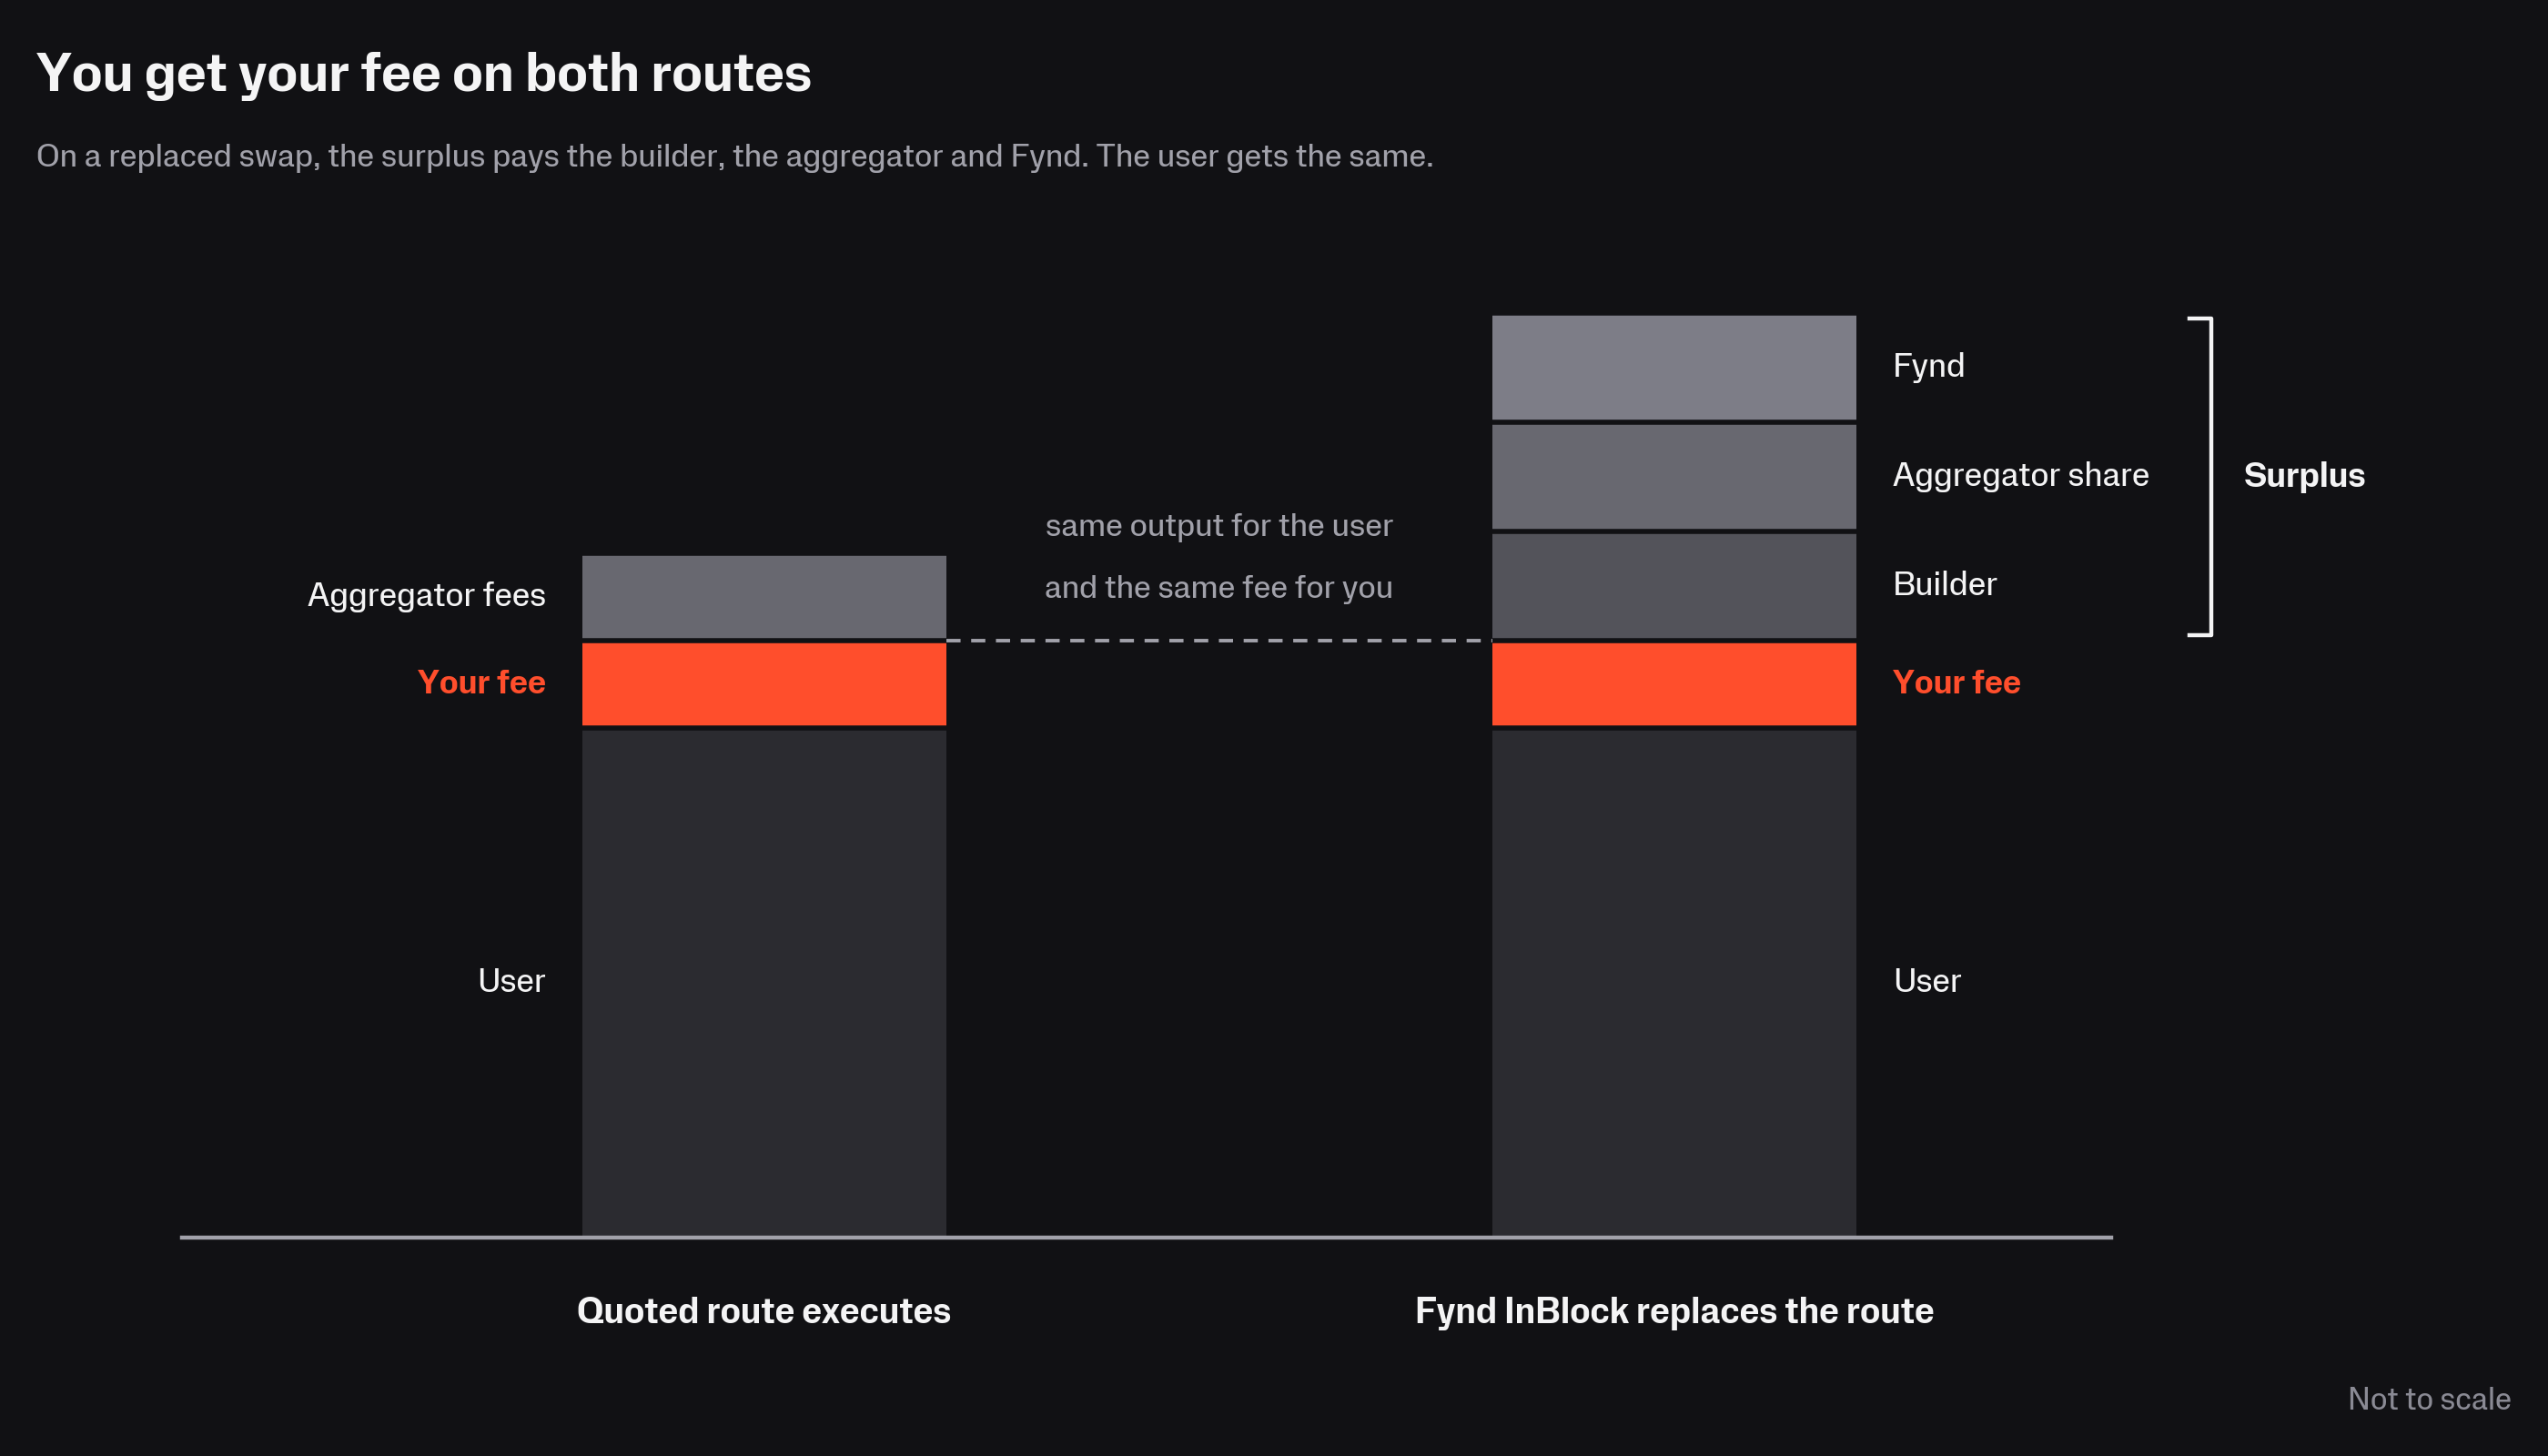 You get your fee on both routes
On a replaced swap, the surplus pays the builder, the aggregator and Fynd. The user gets the same.
Fynd
Aggregator share
Surplus
same output for the user
Builder
Aggregator fees
and the same fee for you
Your fee
Your fee
User
User
Quoted route executes
Fynd InBlock replaces the route
Not to scale